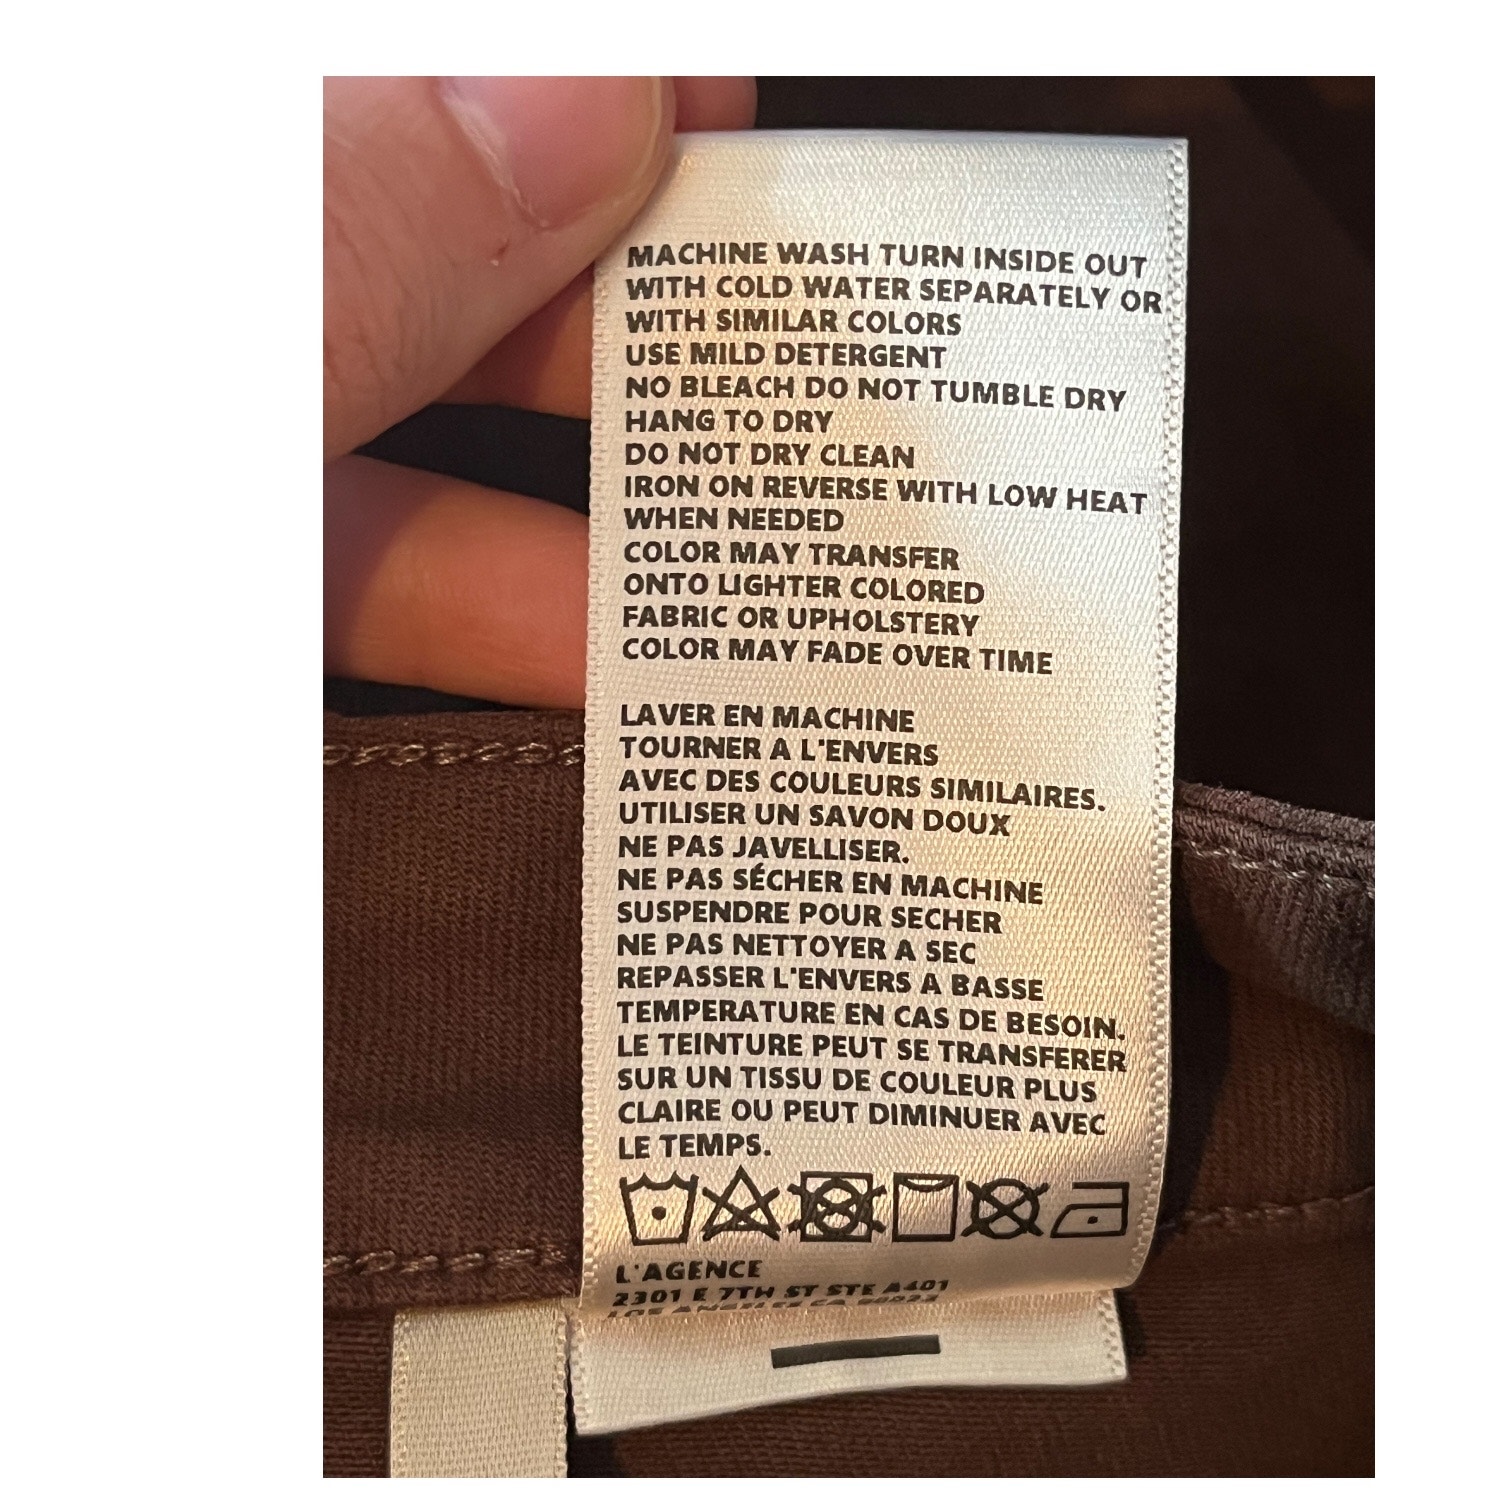 MACHINE WASH TURN INSIDE OUT
WITH COLD WATER SEPARATELY OR
WITH SIMILAR COLORS
USE MILD DETERGENT
NO BLEACH DO NOT TUMBLE DRY
HANG TO DRY
DO NOT DRY CLEAN
IRON ON REVERSE WITH LOW HEAT
WHEN NEEDED
COLOR MAY TRANSFER
ONTO LIGHTER COLORED
FABRIC OR UPHOLSTERY
COLOR MAY FADE OVER TIME
LAVER EN MACHINE
TOURNER A L'ENVERS
AVEC DES COULEURS SIMILAIRES.
UTILISER UN SAVON DOUX
NE PAS JAVELLISER.
NE PAS SÉCHER EN MACHINE
SUSPENDRE POUR SECHER
NE PAS NETTOYER A SEC
REPASSER L'ENVERS A BASSE
TEMPERATURE EN CAS DE BESOIN.
LE TEINTURE PEUT SE TRANSFERER
SUR UN TISSU DE COULEUR PLUS
CLAIRE OU PEUT DIMINUER AVEC
LE TEMPS.
L'AGENCE
2301 E 7TH ST STE A401
LOS ANGELES CA